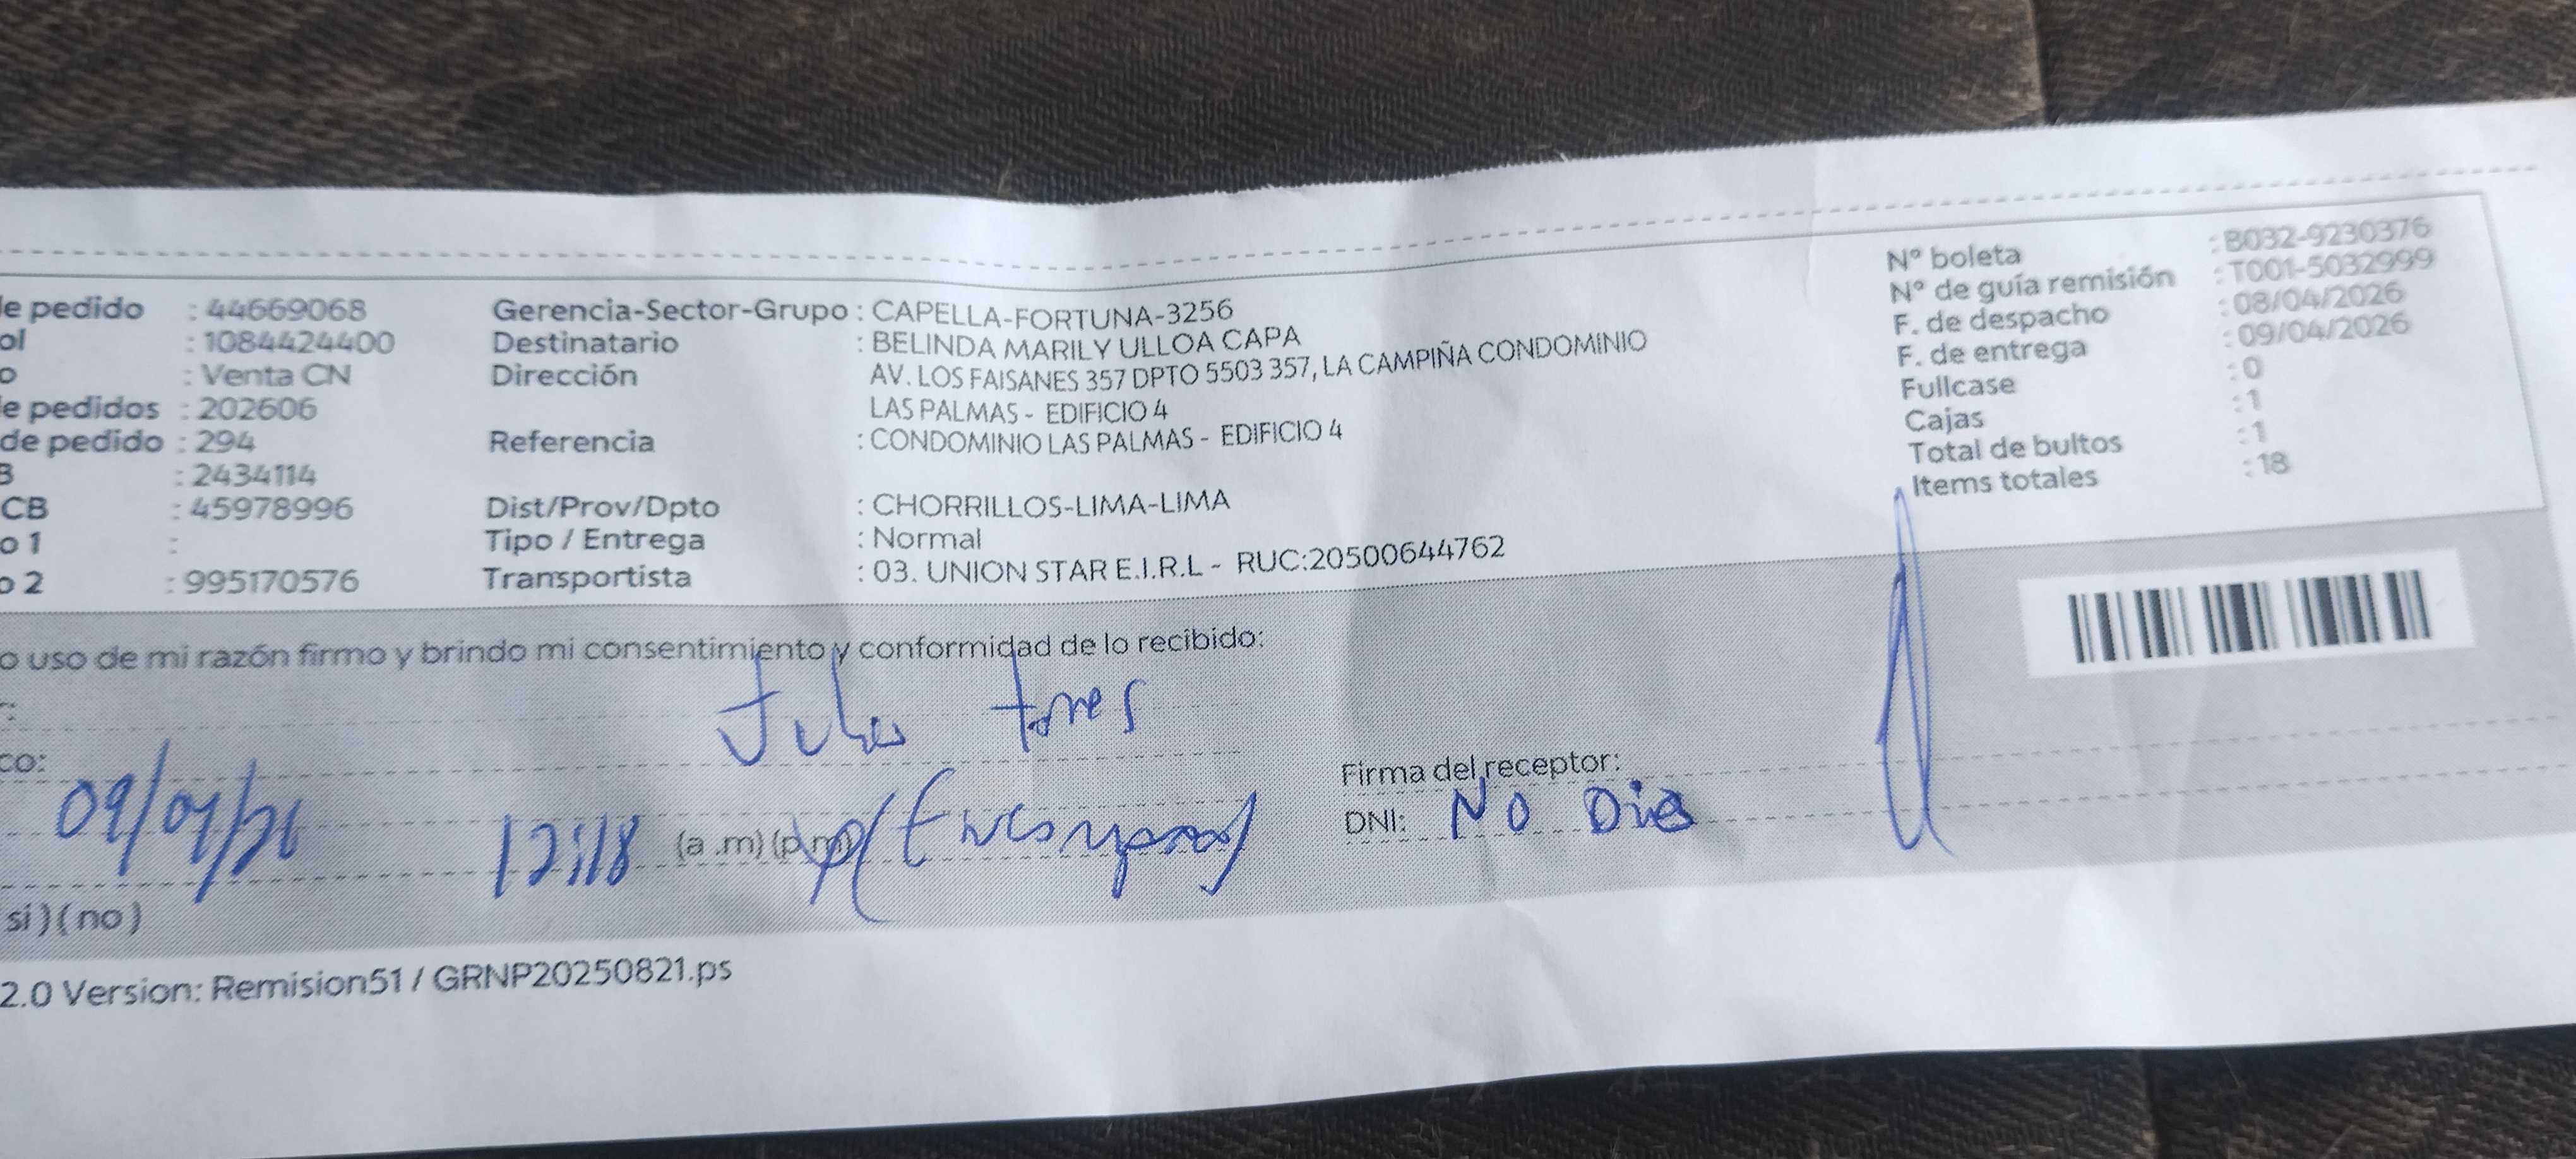 e pedido : 44669068
ol : 1084424400
o : Venta CN
e pedidos : 202606
de pedido : 294
B : 2434114
CB : 45978996
o 1 :
o 2 : 995170576
Gerencia-Sector-Grupo : CAPELLA-FORTUNA-3256
Destinatario : BELINDA MARILY ULLOA CAPA
Dirección AV. LOS FAISANES 357 DPTO 5503 357, LA CAMPIÑA CONDOMINIO
LAS PALMAS - EDIFICIO 4
Referencia : CONDOMINIO LAS PALMAS - EDIFICIO 4
Dist/Prov/Dpto : CHORRILLOS-LIMA-LIMA
Tipo / Entrega : Normal
Transportista : 03. UNION STAR E.I.R.L - RUC:20500644762
N° boleta : B032-9230376
N° de guía remisión : T001-5032999
F. de despacho : 08/04/2026
F. de entrega : 09/04/2026
Fullcase : 0
Cajas : 1
Total de bultos : 1
Items totales : 18
o uso de mi razón firmo y brindo mi consentimiento y conformidad de lo recibido:
co:
09/04/26 12:18 (a .m) (p.m)
Firma del receptor:
DNI: NO Dio
si ) ( no )
2.0 Version: Remision51 / GRNP20250821.ps